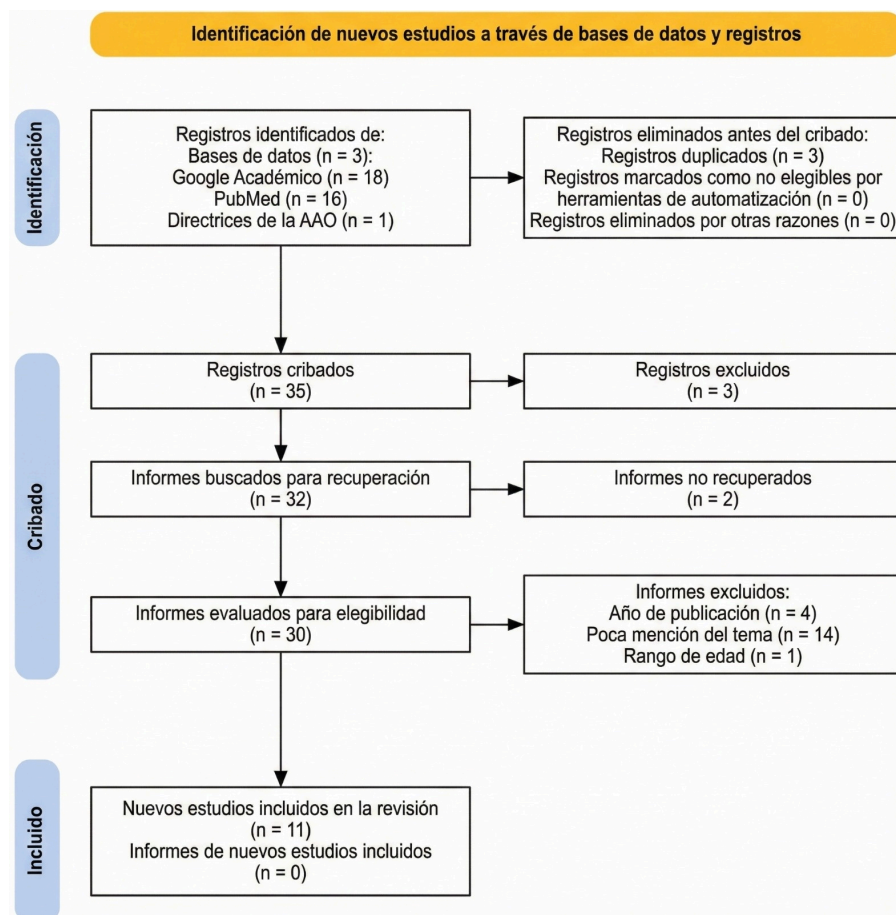 Identificación de nuevos estudios a través de bases de datos y registros
Identificación
Registros identificados de:
Bases de datos (n = 3):
Google Académico (n = 18)
PubMed (n = 16)
Directrices de la AAO (n = 1)
Registros eliminados antes del cribado:
Registros duplicados (n = 3)
Registros marcados como no elegibles por
herramientas de automatización (n = 0)
Registros eliminados por otras razones (n = 0)
Cribado
Registros cribados
(n = 35)
Registros excluidos
(n = 3)
Informes buscados para recuperación
(n = 32)
Informes no recuperados
(n = 2)
Informes evaluados para elegibilidad
(n = 30)
Informes excluidos:
Año de publicación (n = 4)
Poca mención del tema (n = 14)
Rango de edad (n = 1)
Incluido
Nuevos estudios incluidos en la revisión
(n = 11)
Informes de nuevos estudios incluidos
(n = 0)